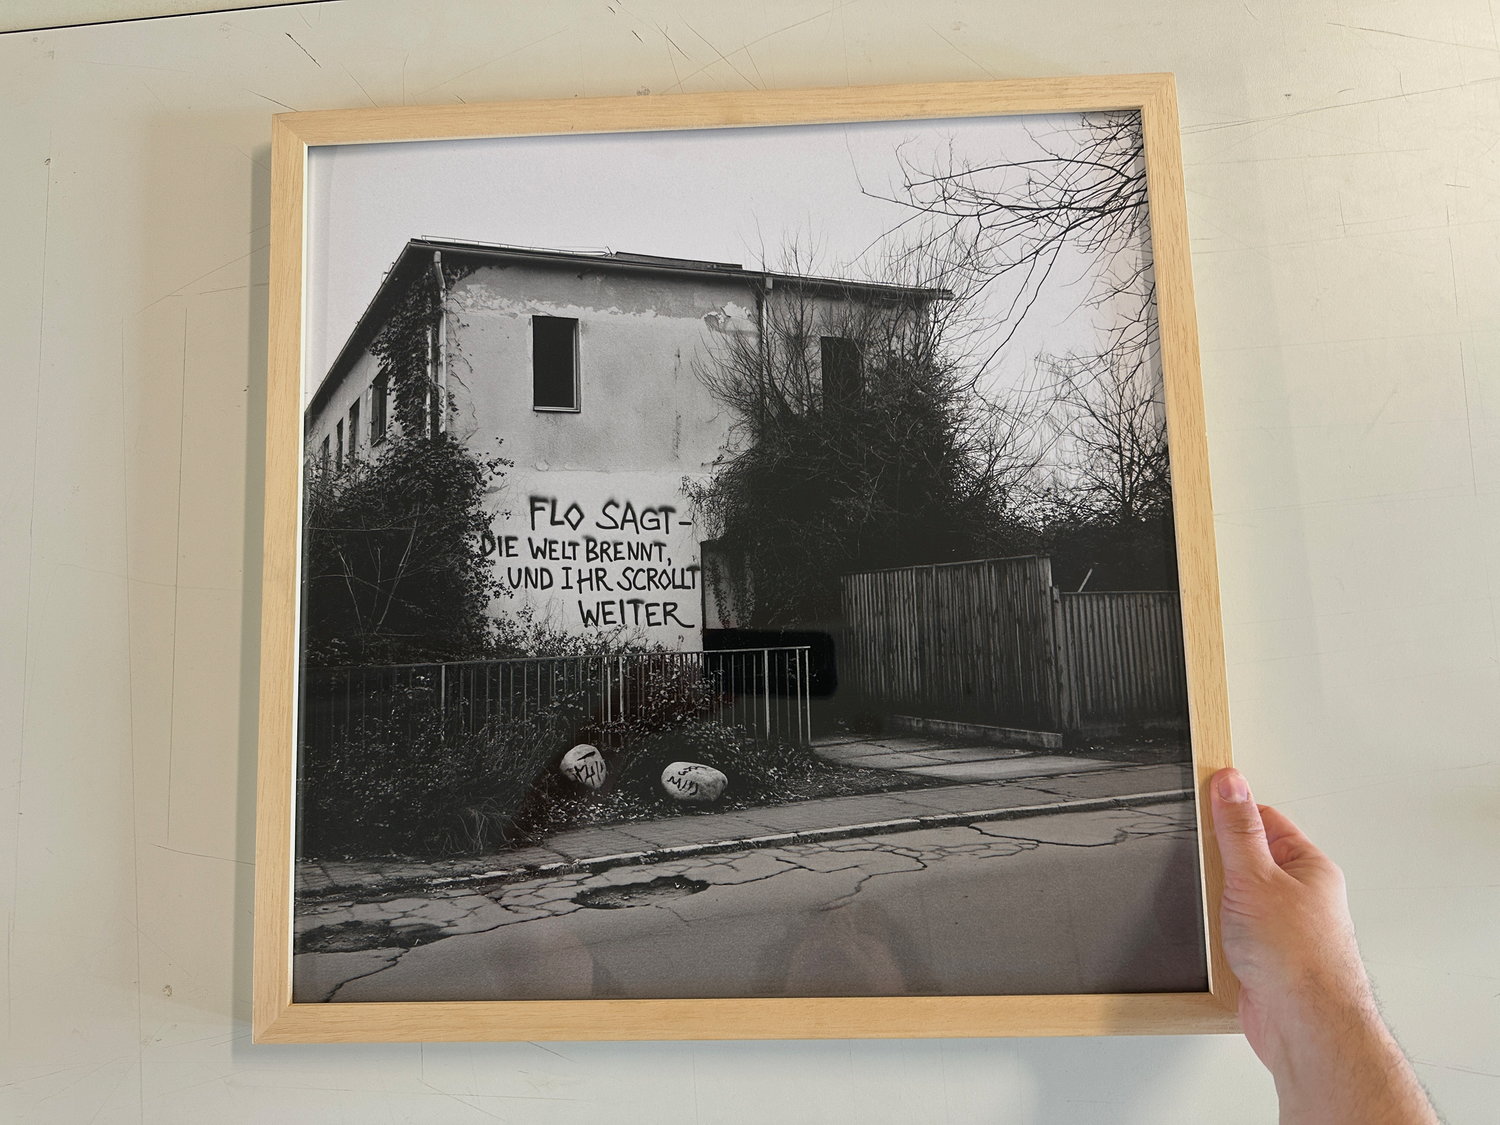 FLO SAGT-
DIE WELT BRENNT,
UND IHR SCROLLT
WEITER